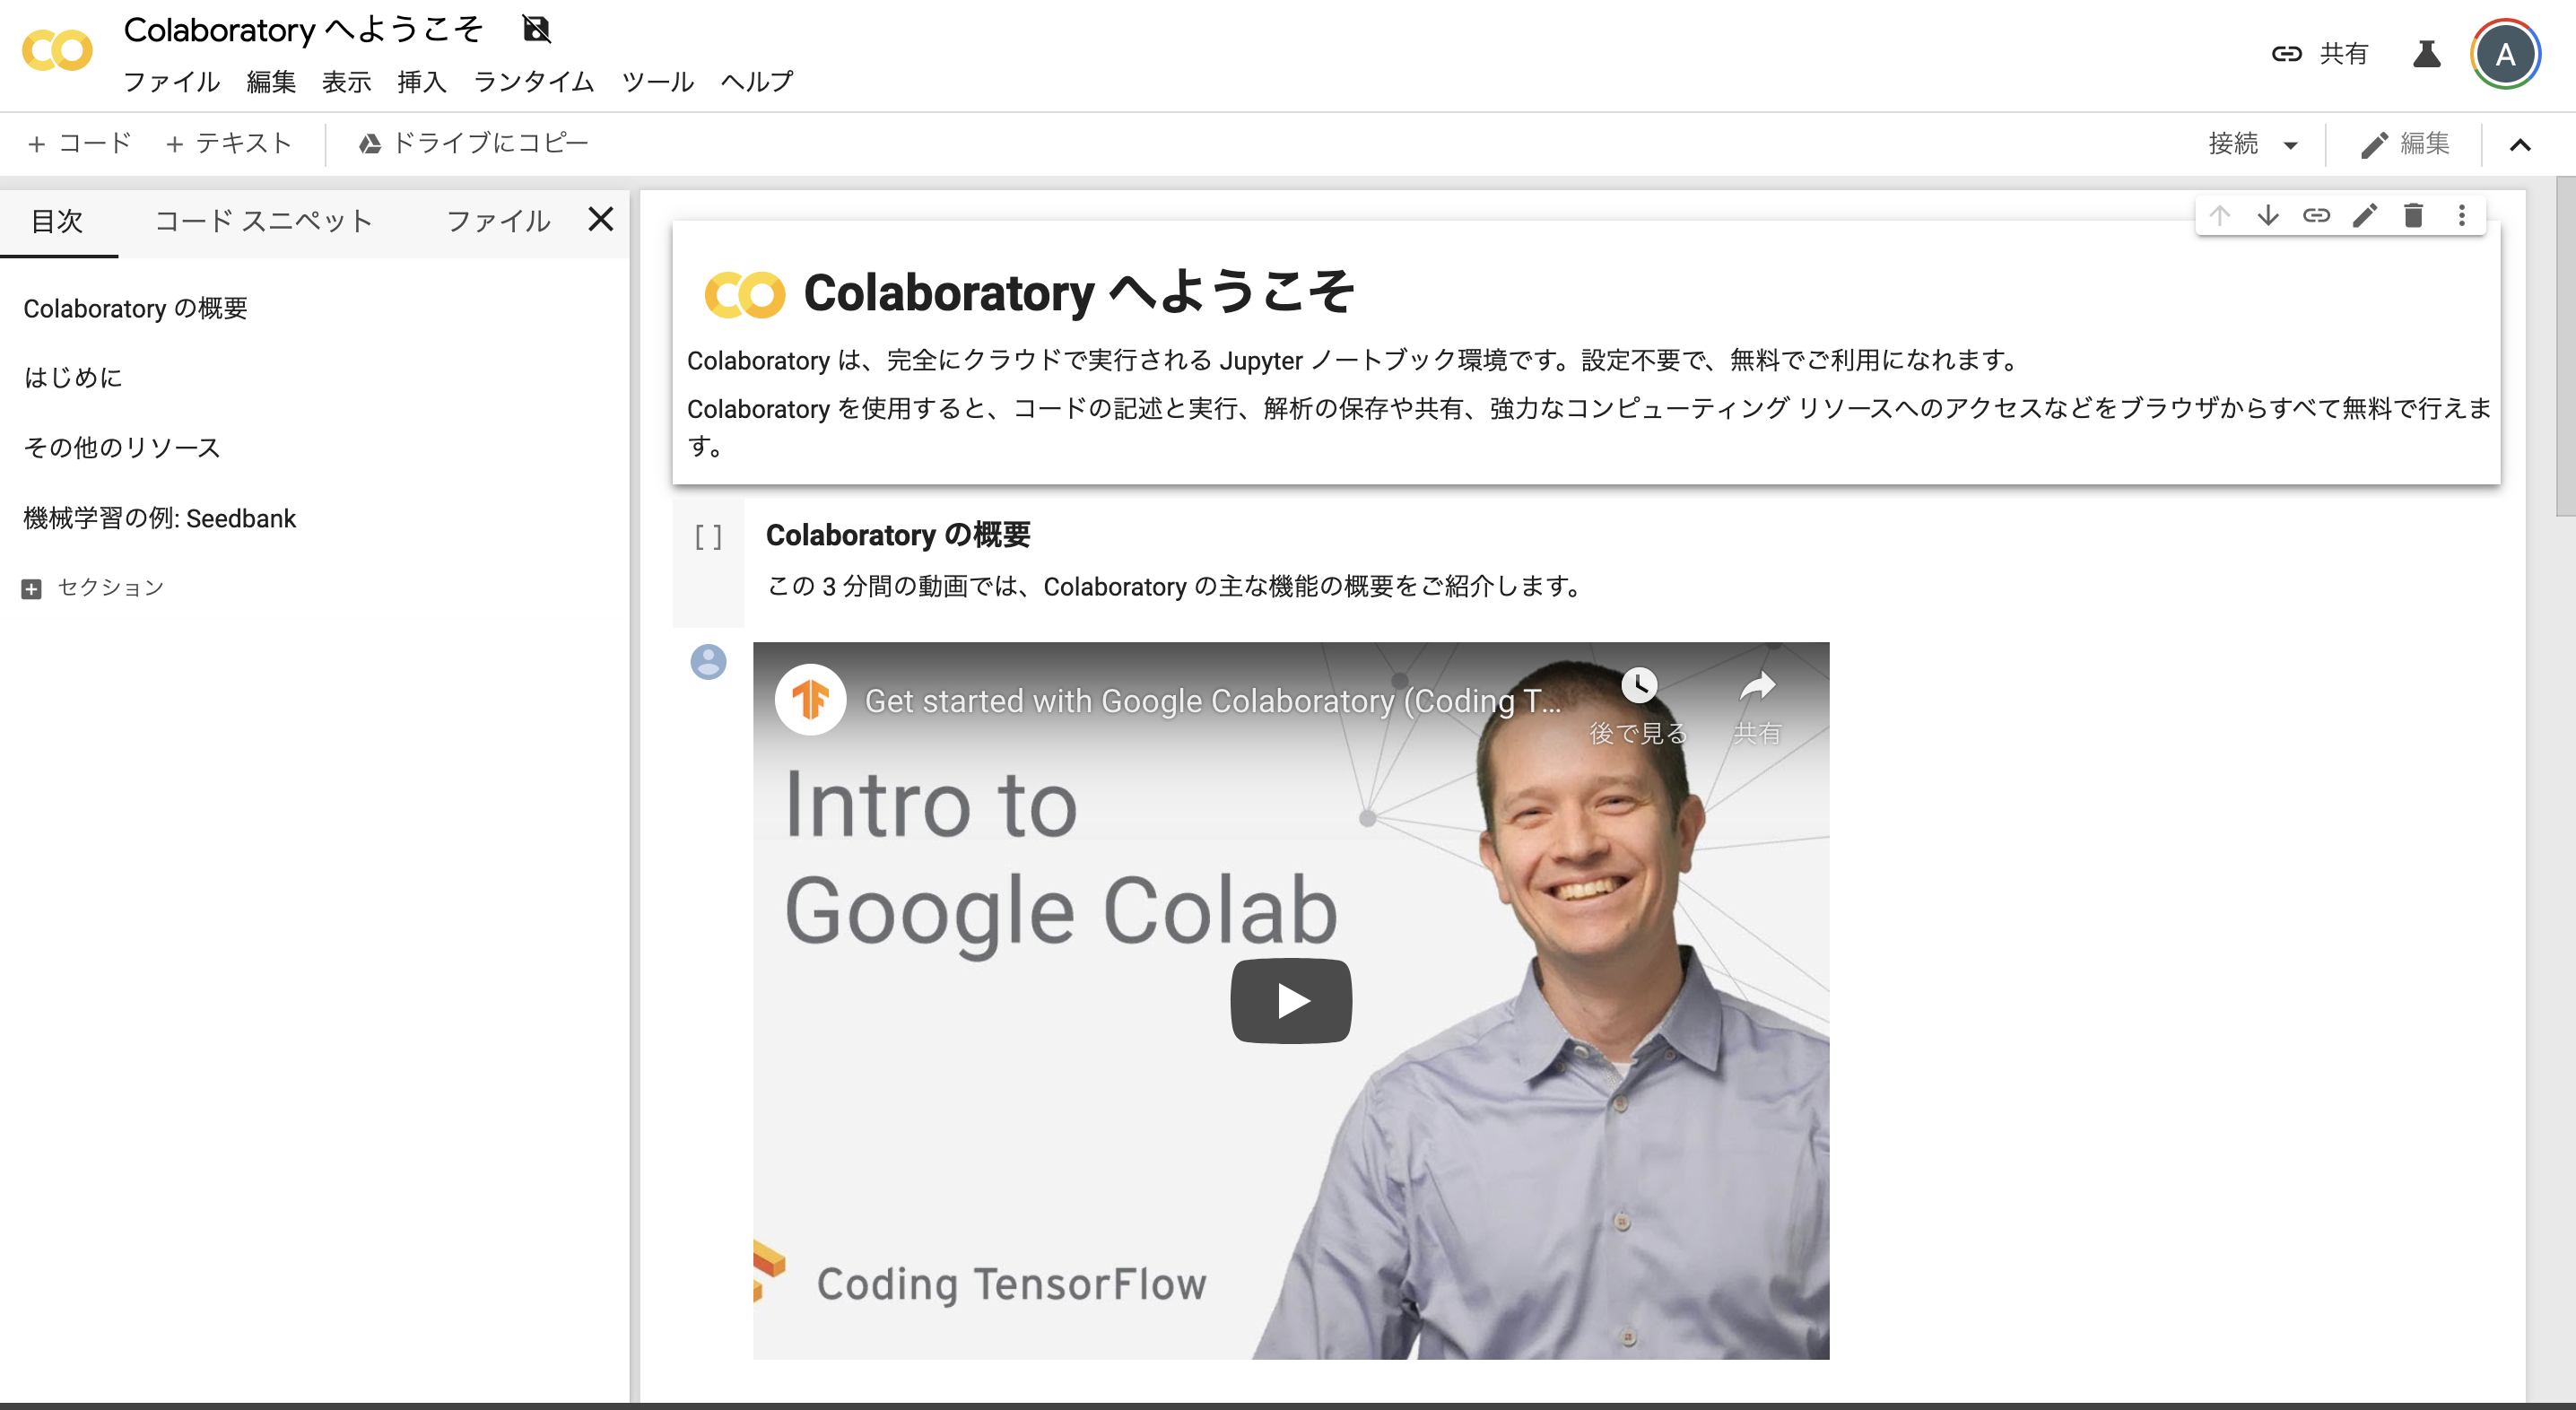 Colaboratory へようこそ
ファイル 編集 表示 挿入 ランタイム ツール ヘルプ
共有
A
+ コード + テキスト ドライブにコピー
接続 編集
目次 コード スニペット ファイル
Colaboratory の概要
はじめに
その他のリソース
機械学習の例: Seedbank
セクション
CO Colaboratory へようこそ
Colaboratory は、完全にクラウドで実行される Jupyter ノートブック環境です。設定不要で、無料でご利用になれます。
Colaboratory を使用すると、コードの記述と実行、解析の保存や共有、強力なコンピューティング リソースへのアクセスなどをブラウザからすべて無料で行えま
す。
[ ] Colaboratory の概要
この 3 分間の動画では、Colaboratory の主な機能の概要をご紹介します。
Get started with Google Colaboratory (Coding T...
後で見る 共有
Intro to
Google Colab
Coding TensorFlow